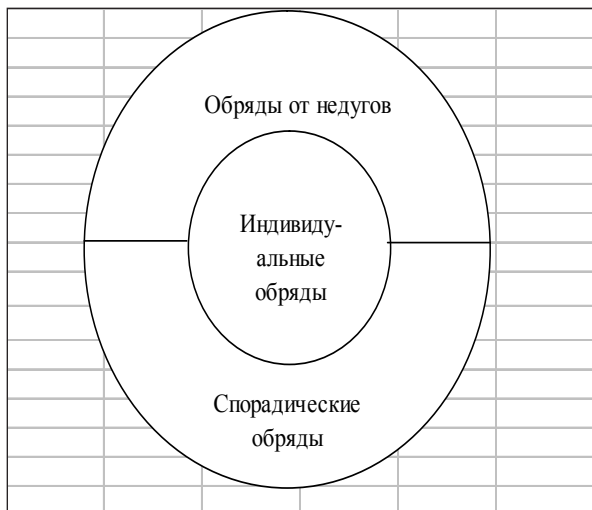 Обряды от недугов
Индивиду-
альные
обряды
Спорадические
обряды